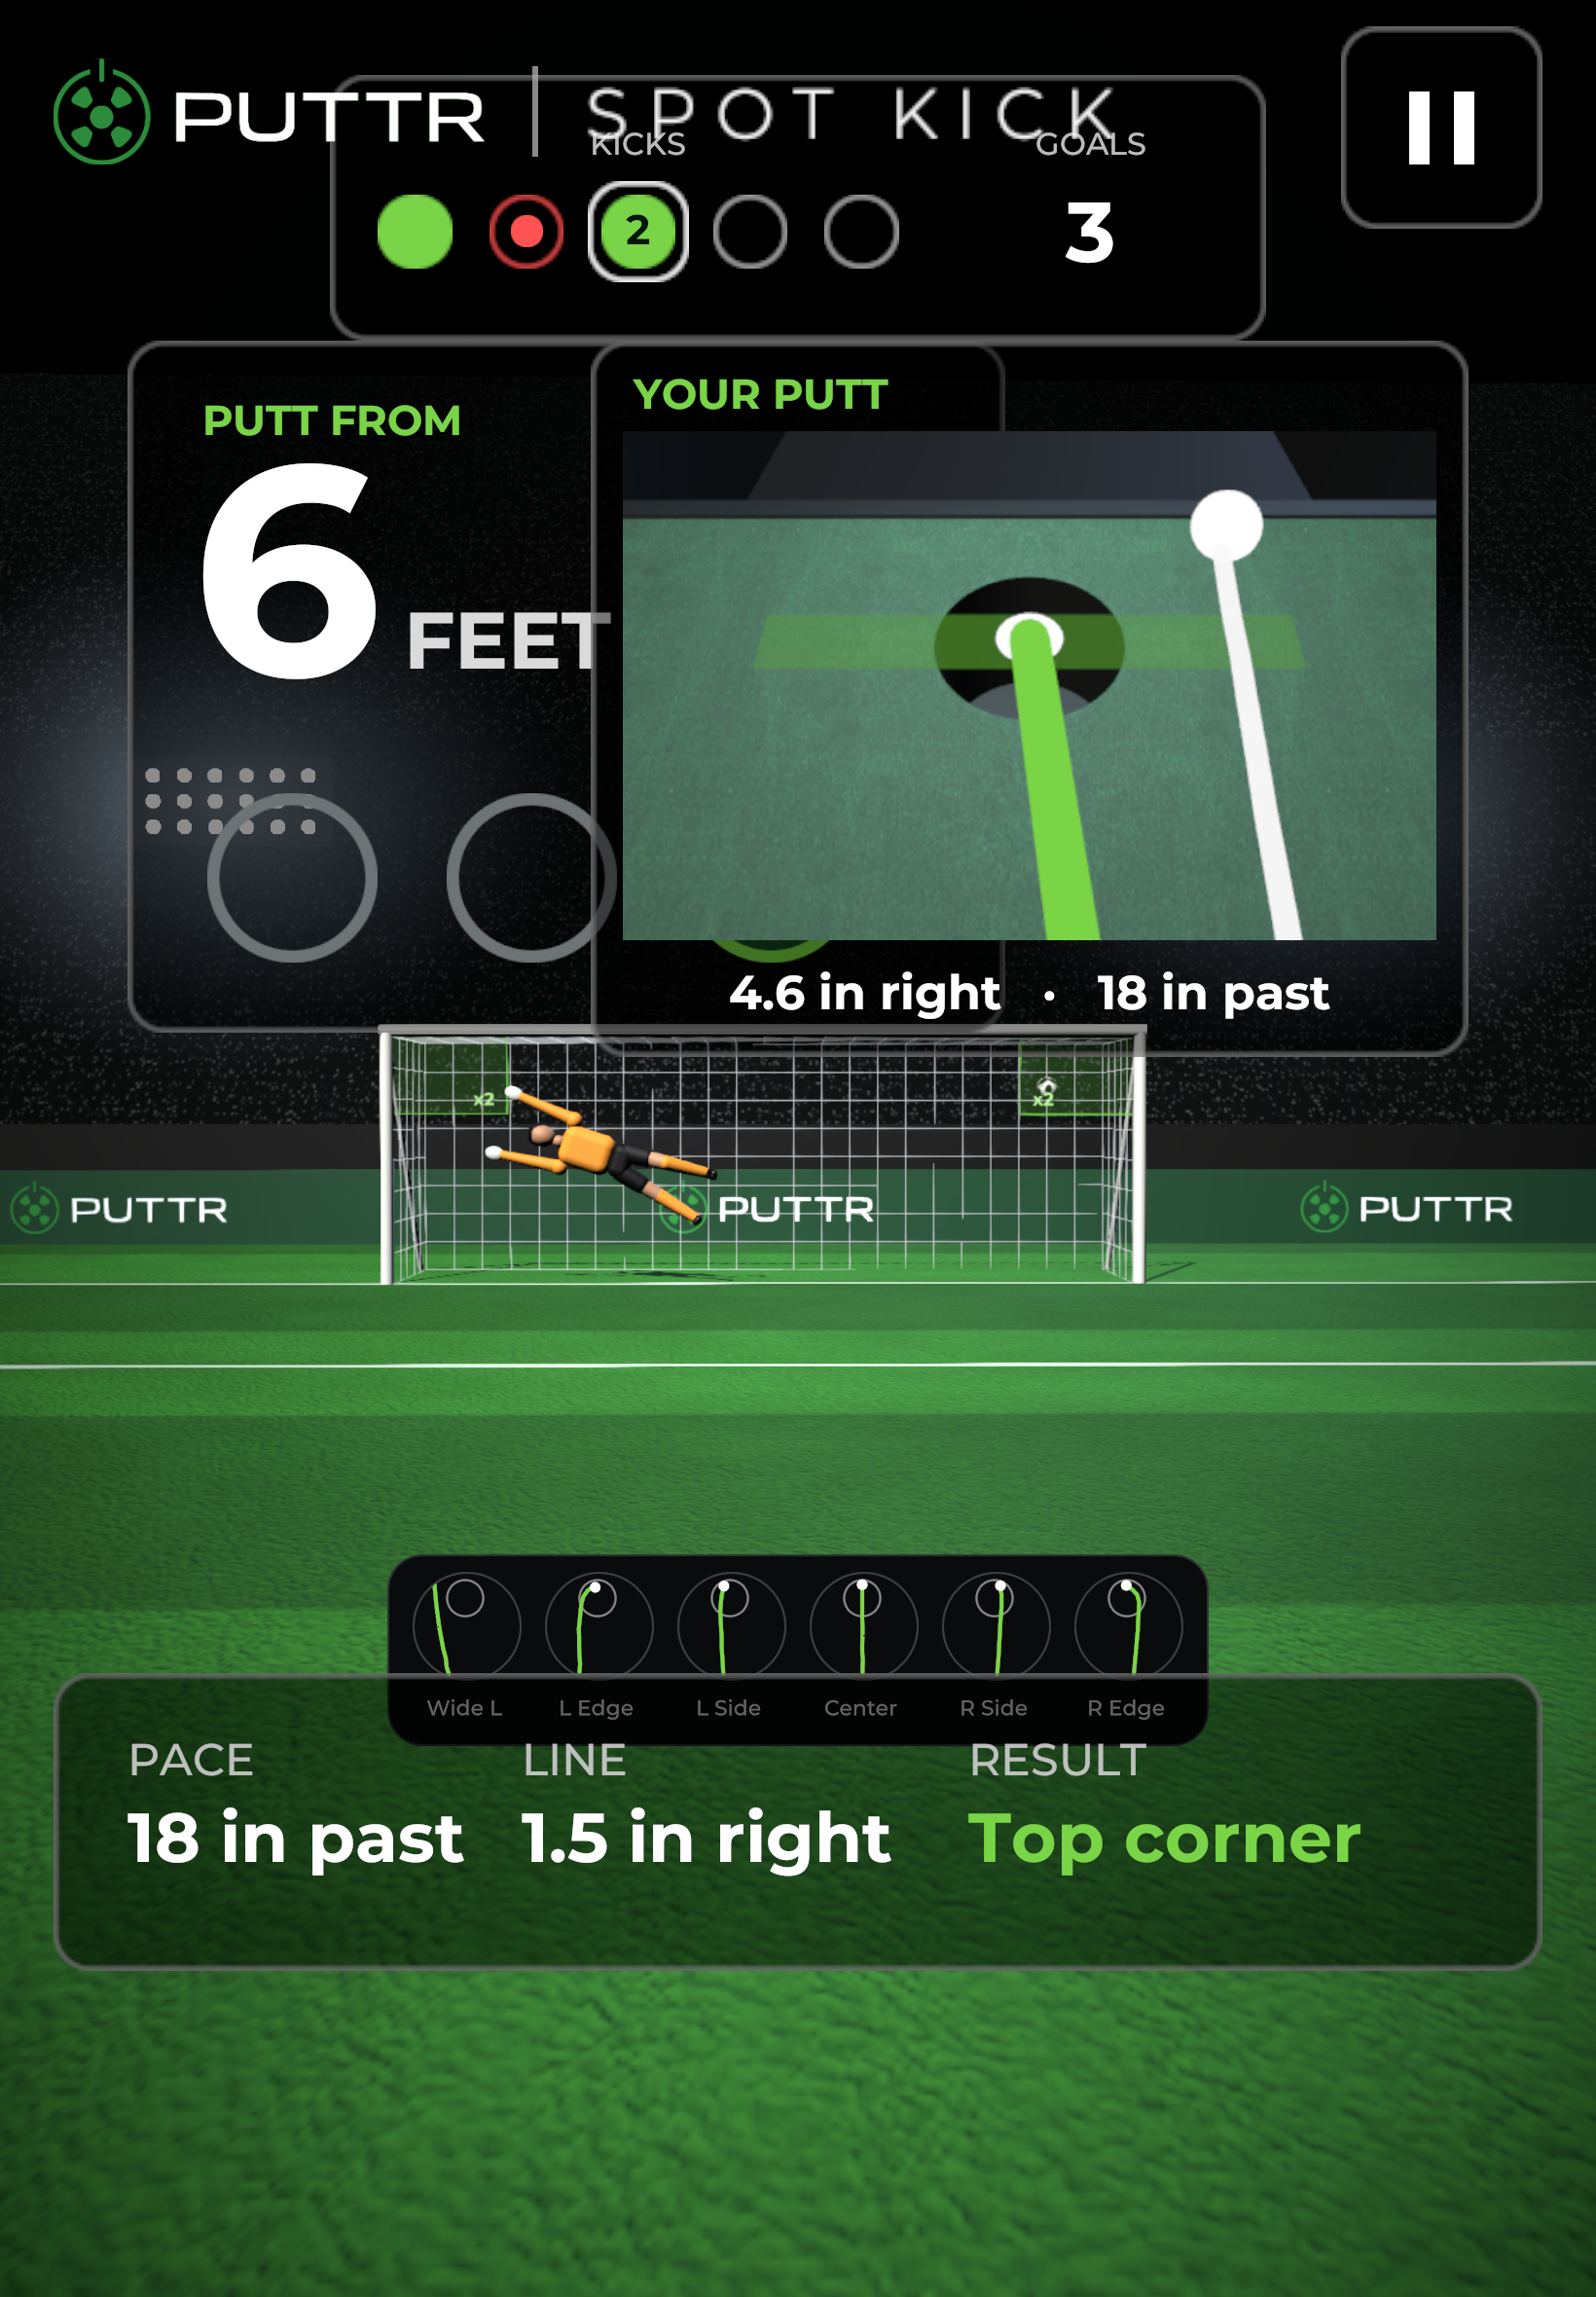 PUTTR | SPOT KICK
KICKS GOALS
2 3
PUTT FROM
6 FEET
YOUR PUTT
4.6 in right · 18 in past
x2 x2
PUTTR PUTTR PUTTR
Wide L L Edge L Side Center R Side R Edge
PACE LINE RESULT
18 in past 1.5 in right Top corner